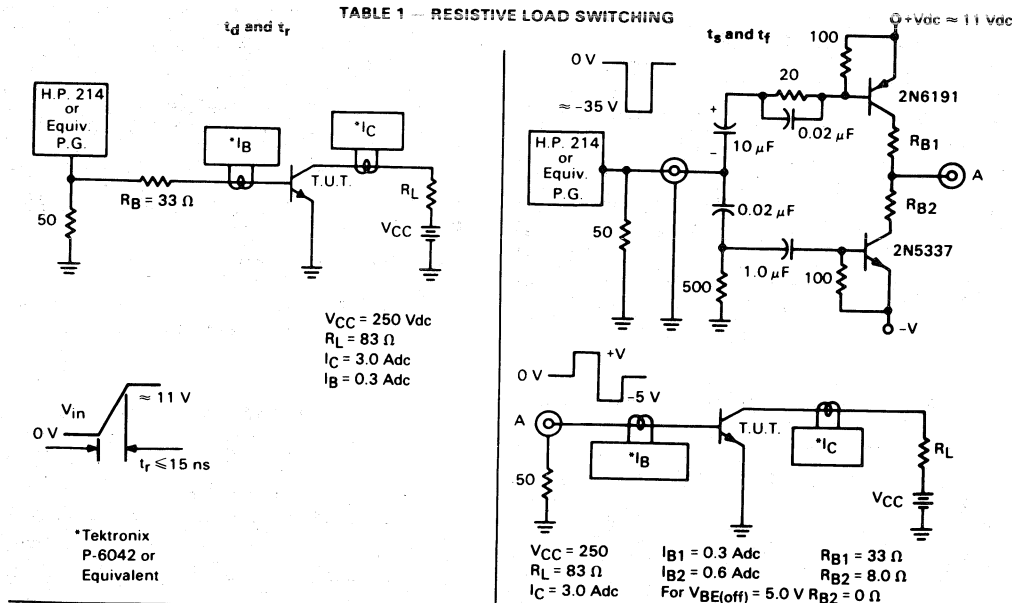 TABLE 1 — RESISTIVE LOAD SWITCHING
td and tr
H.P. 214
or
Equiv.
P.G.
50
RB = 33 Ω
*IB
*IC
T.U.T.
RL
VCC
VCC = 250 Vdc
RL = 83 Ω
IC = 3.0 Adc
IB = 0.3 Adc
Vin
≈ 11 V
0 V
tr ≤ 15 ns
*Tektronix
P-6042 or
Equivalent
ts and tf
+Vdc ≈ 11 Vdc
0 V
≈ -35 V
100
20
2N6191
0.02 μF
+
10 μF
-
RB1
H.P. 214
or
Equiv.
P.G.
A
RB2
50
0.02 μF
2N5337
1.0 μF
100
500
-V
+V
0 V
-5 V
A
*IB
T.U.T.
*IC
RL
50
VCC
VCC = 250
RL = 83 Ω
IC = 3.0 Adc
IB1 = 0.3 Adc
IB2 = 0.6 Adc
For VBE(off) = 5.0 V RB2 = 0 Ω
RB1 = 33 Ω
RB2 = 8.0 Ω